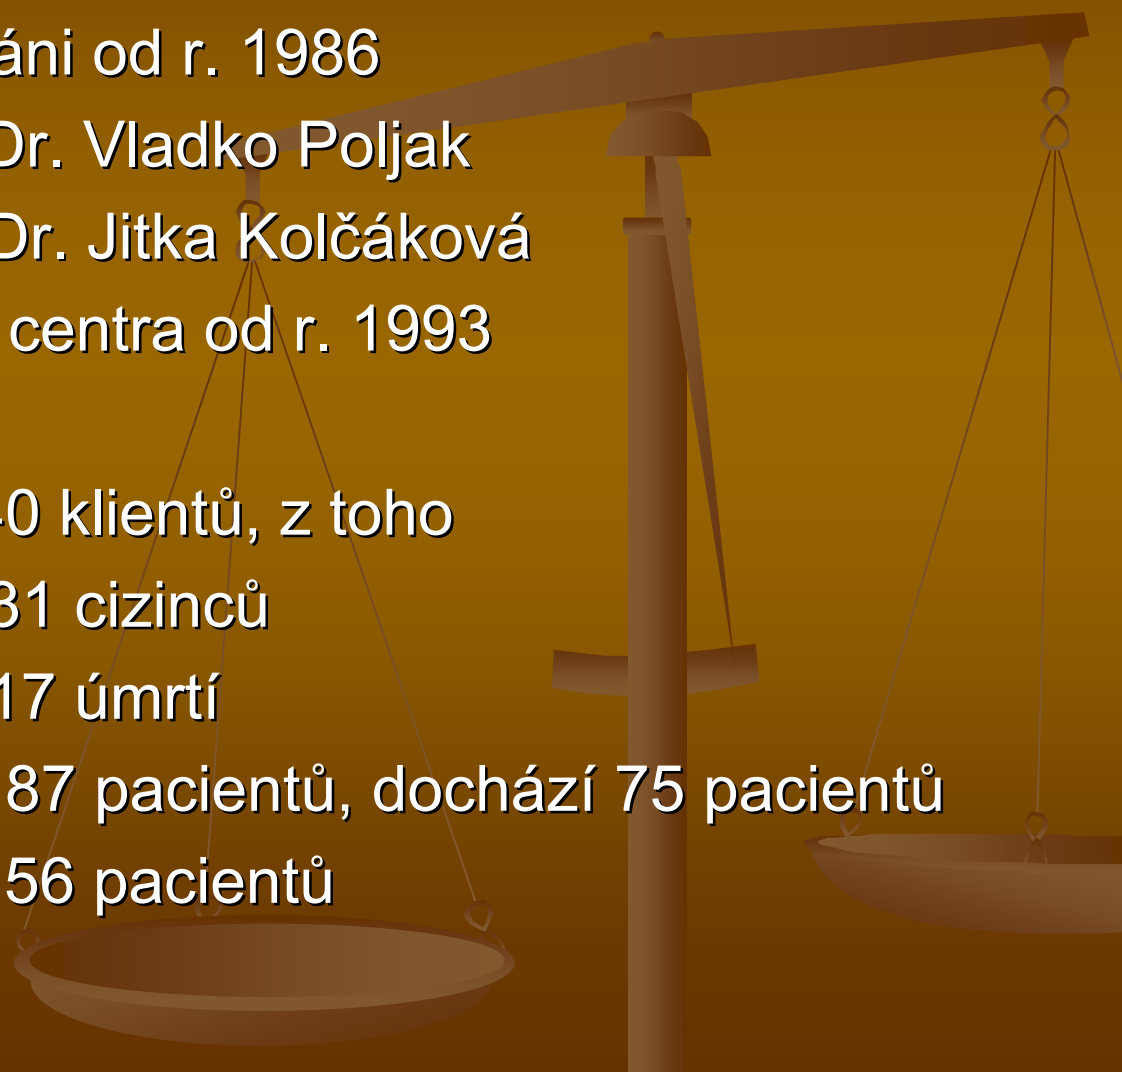 áni od r. 1986
Dr. Vladko Poljak
Dr. Jitka Kolčáková
centra od r. 1993
40 klientů, z toho
31 cizinců
17 úmrtí
87 pacientů, dochází 75 pacientů
56 pacientů